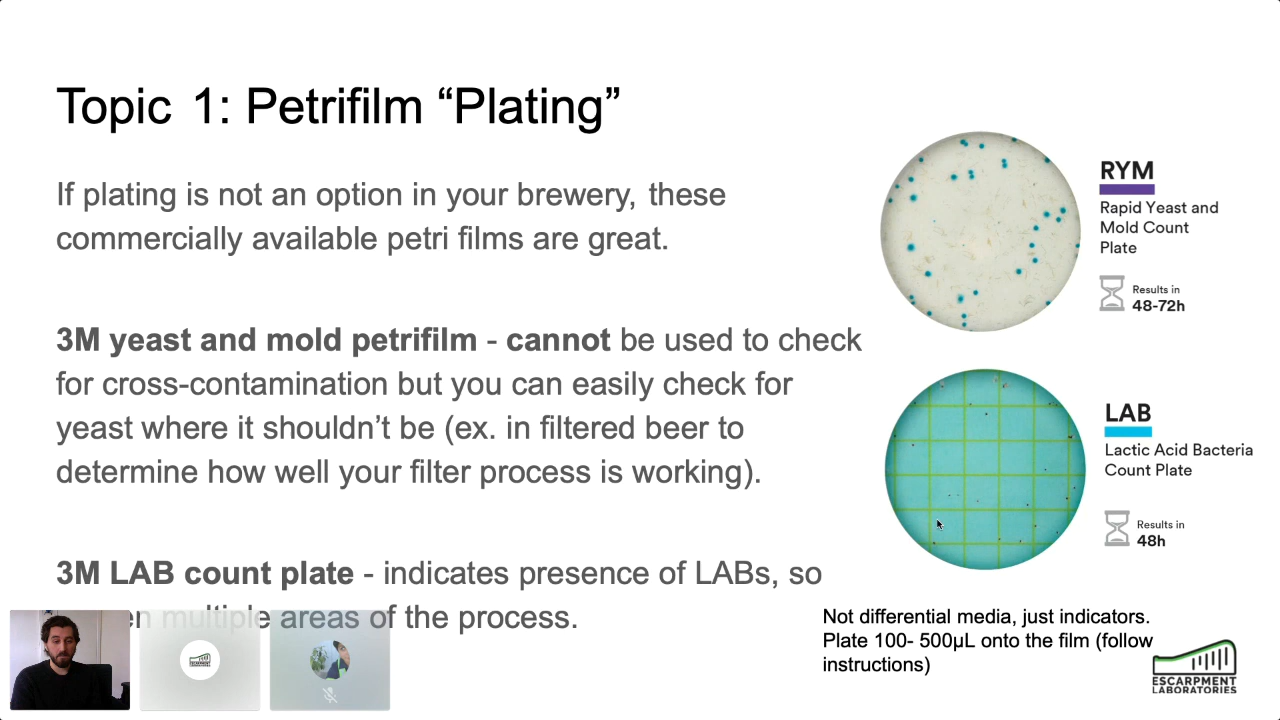 Topic 1: Petrifilm “Plating”
If plating is not an option in your brewery, these
commercially available petri films are great.
3M yeast and mold petrifilm - cannot be used to check
for cross-contamination but you can easily check for
yeast where it shouldn’t be (ex. in filtered beer to
determine how well your filter process is working).
3M LAB count plate - indicates presence of LABs, so
multiple areas of the process.
RYM
Rapid Yeast and
Mold Count
Plate
Results in
48-72h
LAB
Lactic Acid Bacteria
Count Plate
Results in
48h
Not differential media, just indicators.
Plate 100- 500µL onto the film (follow
instructions)
ESCARPMENT
LABORATORIES